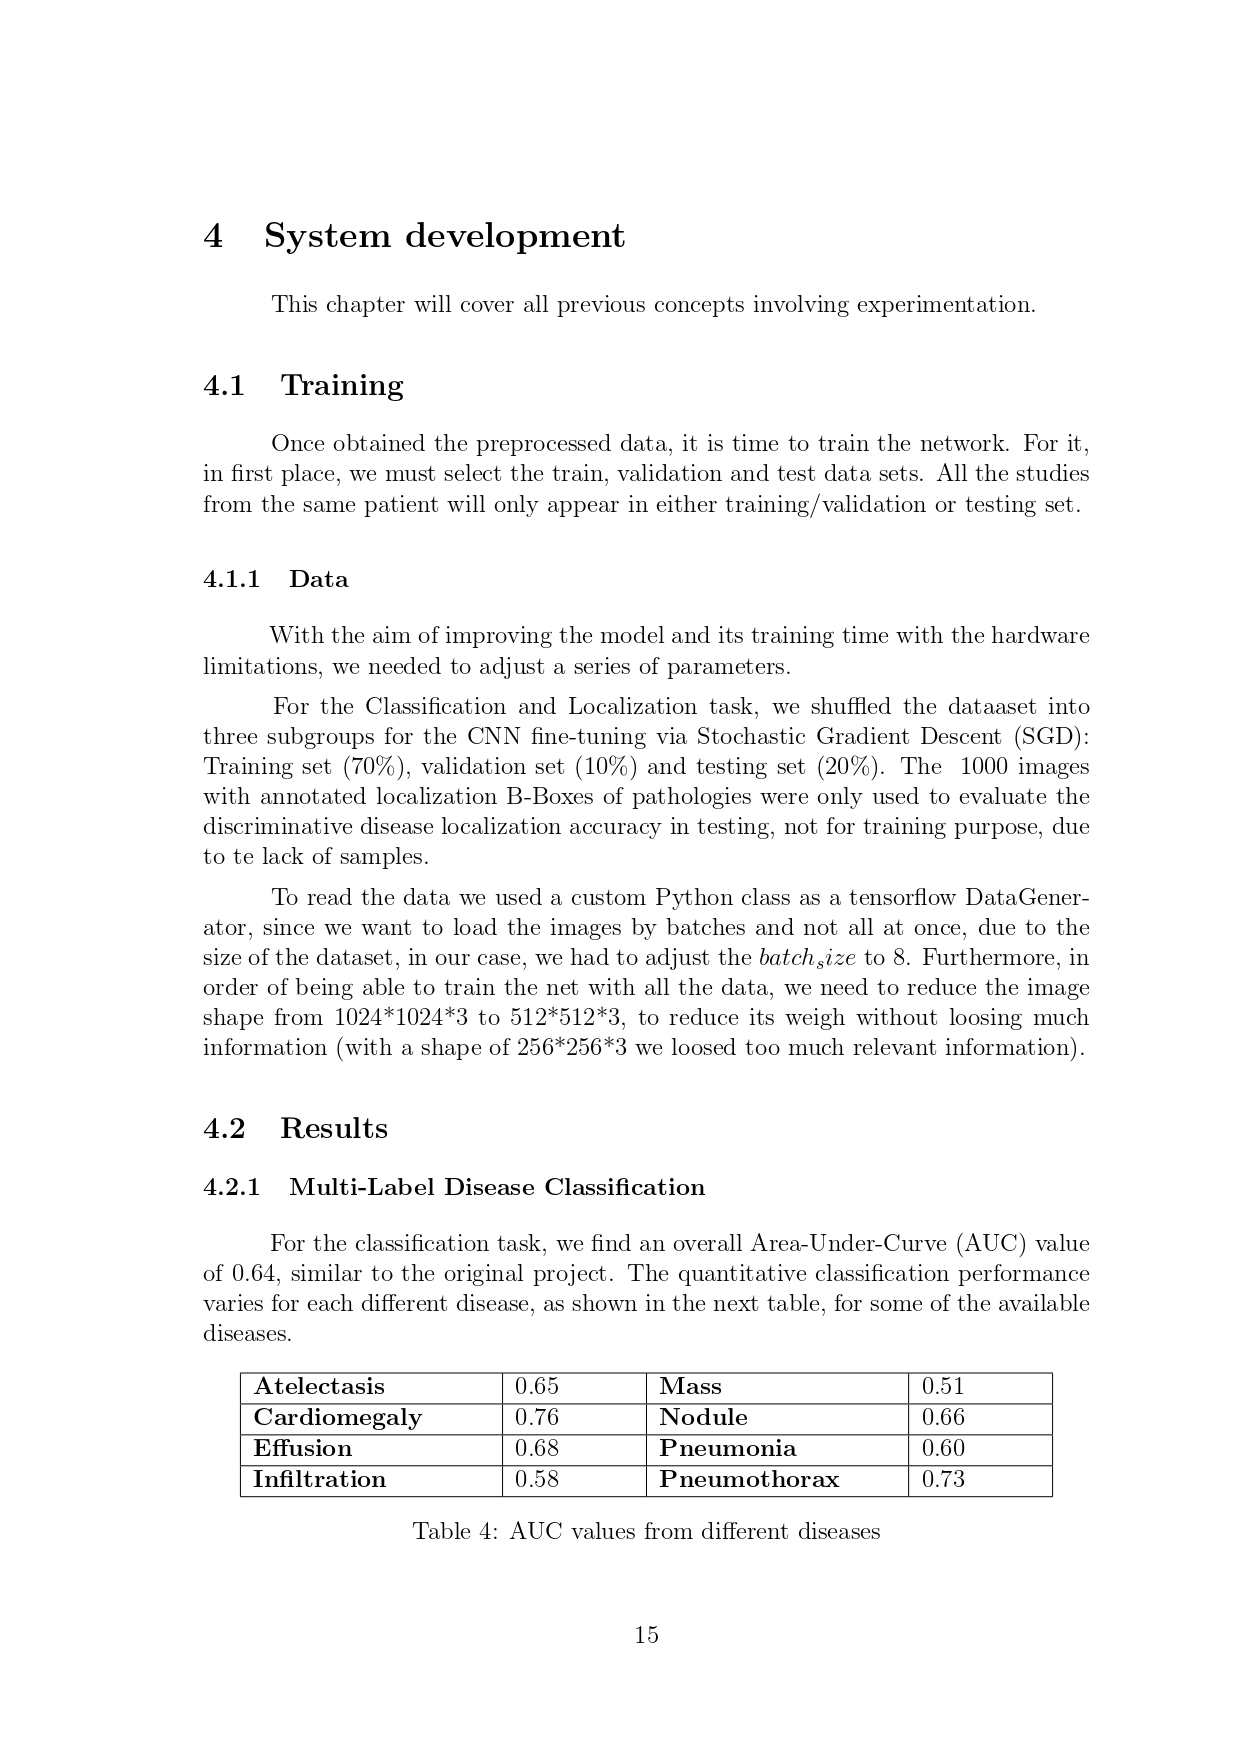 4 System development
This chapter will cover all previous concepts involving experimentation.
4.1 Training
Once obtained the preprocessed data, it is time to train the network. For it,
in first place, we must select the train, validation and test data sets. All the studies
from the same patient will only appear in either training/validation or testing set.
4.1.1 Data
With the aim of improving the model and its training time with the hardware
limitations, we needed to adjust a series of parameters.
For the Classification and Localization task, we shuffled the dataaset into
three subgroups for the CNN fine-tuning via Stochastic Gradient Descent (SGD):
Training set (70%), validation set (10%) and testing set (20%). The 1000 images
with annotated localization B-Boxes of pathologies were only used to evaluate the
discriminative disease localization accuracy in testing, not for training purpose, due
to te lack of samples.
To read the data we used a custom Python class as a tensorflow DataGener-
ator, since we want to load the images by batches and not all at once, due to the
size of the dataset, in our case, we had to adjust the batch_size to 8. Furthermore, in
order of being able to train the net with all the data, we need to reduce the image
shape from 1024*1024*3 to 512*512*3, to reduce its weigh without loosing much
information (with a shape of 256*256*3 we loosed too much relevant information).
4.2 Results
4.2.1 Multi-Label Disease Classification
For the classification task, we find an overall Area-Under-Curve (AUC) value
of 0.64, similar to the original project. The quantitative classification performance
varies for each different disease, as shown in the next table, for some of the available
diseases.
Atelectasis 0.65 Mass 0.51
Cardiomegaly 0.76 Nodule 0.66
Effusion 0.68 Pneumonia 0.60
Infiltration 0.58 Pneumothorax 0.73
Table 4: AUC values from different diseases
15